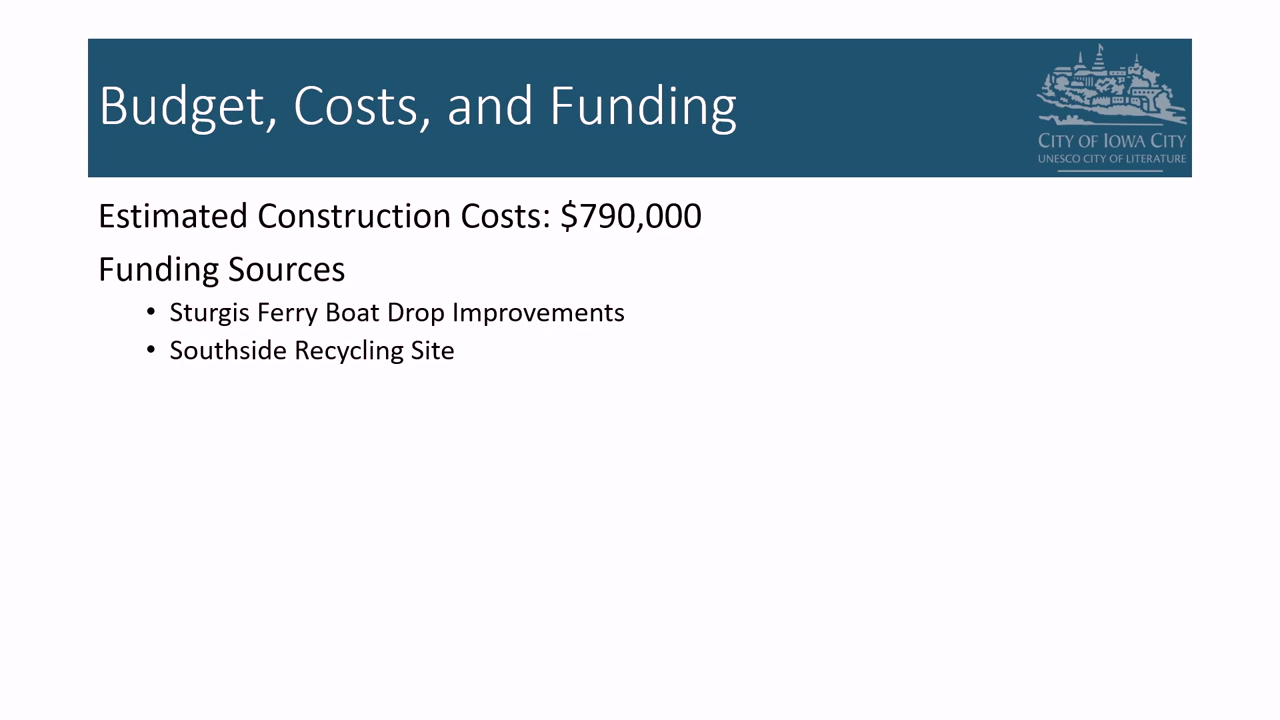 Budget, Costs, and Funding
CITY OF IOWA CITY
UNESCO CITY OF LITERATURE
Estimated Construction Costs: $790,000
Funding Sources
• Sturgis Ferry Boat Drop Improvements
• Southside Recycling Site